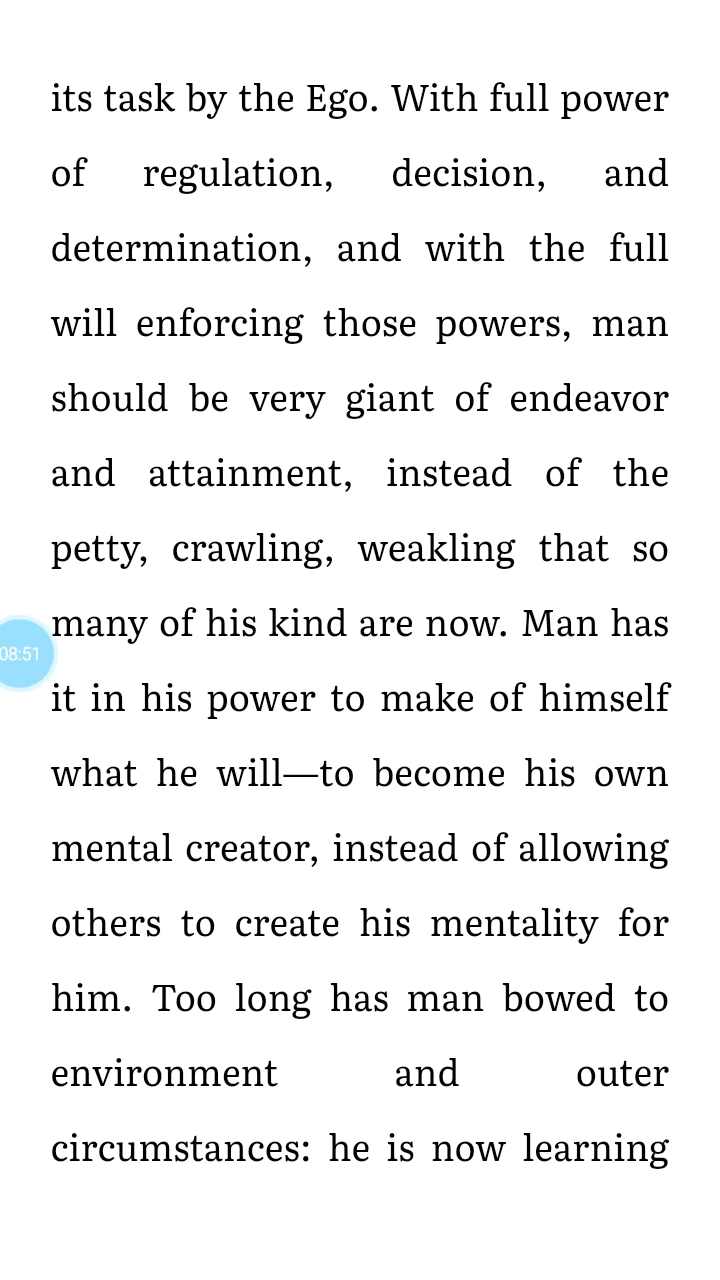 its task by the Ego. With full power
of regulation, decision, and
determination, and with the full
will enforcing those powers, man
should be very giant of endeavor
and attainment, instead of the
petty, crawling, weakling that so
many of his kind are now. Man has
08:51
it in his power to make of himself
what he will—to become his own
mental creator, instead of allowing
others to create his mentality for
him. Too long has man bowed to
environment and outer
circumstances: he is now learning